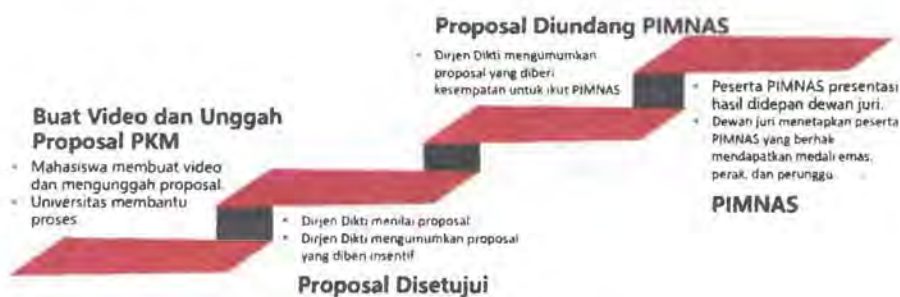 Buat Video dan Unggah
Proposal PKM
• Mahasiswa membuat video
dan mengunggah proposal.
• Universitas membantu
proses.
• Dirjen Dikti menilai proposal
• Dirjen Dikti mengumumkan proposal
yang diberi insentif
Proposal Disetujui
Proposal Diundang PIMNAS
• Dirjen Dikti mengumumkan
proposal yang diberi
kesempatan untuk ikut PIMNAS
• Peserta PIMNAS presentasi
hasil didepan dewan juri.
• Dewan juri menetapkan peserta
PIMNAS yang berhak
mendapatkan medali emas,
perak, dan perunggu.
PIMNAS